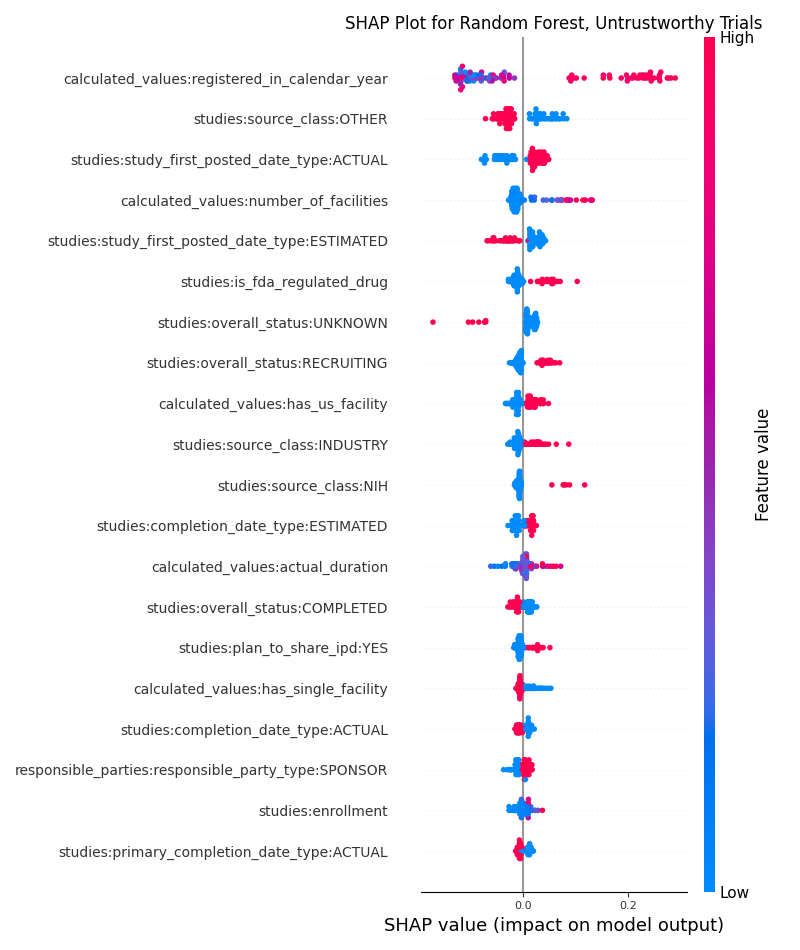 SHAP Plot for Random Forest, Untrustworthy Trials
High
calculated_values:registered_in_calendar_year
studies:source_class:OTHER
studies:study_first_posted_date_type:ACTUAL
calculated_values:number_of_facilities
studies:study_first_posted_date_type:ESTIMATED
studies:is_fda_regulated_drug
studies:overall_status:UNKNOWN
studies:overall_status:RECRUITING
calculated_values:has_us_facility
studies:source_class:INDUSTRY
studies:source_class:NIH
studies:completion_date_type:ESTIMATED
calculated_values:actual_duration
studies:overall_status:COMPLETED
studies:plan_to_share_ipd:YES
calculated_values:has_single_facility
studies:completion_date_type:ACTUAL
responsible_parties:responsible_party_type:SPONSOR
studies:enrollment
studies:primary_completion_date_type:ACTUAL
Feature value
Low
0.0 0.2
SHAP value (impact on model output)